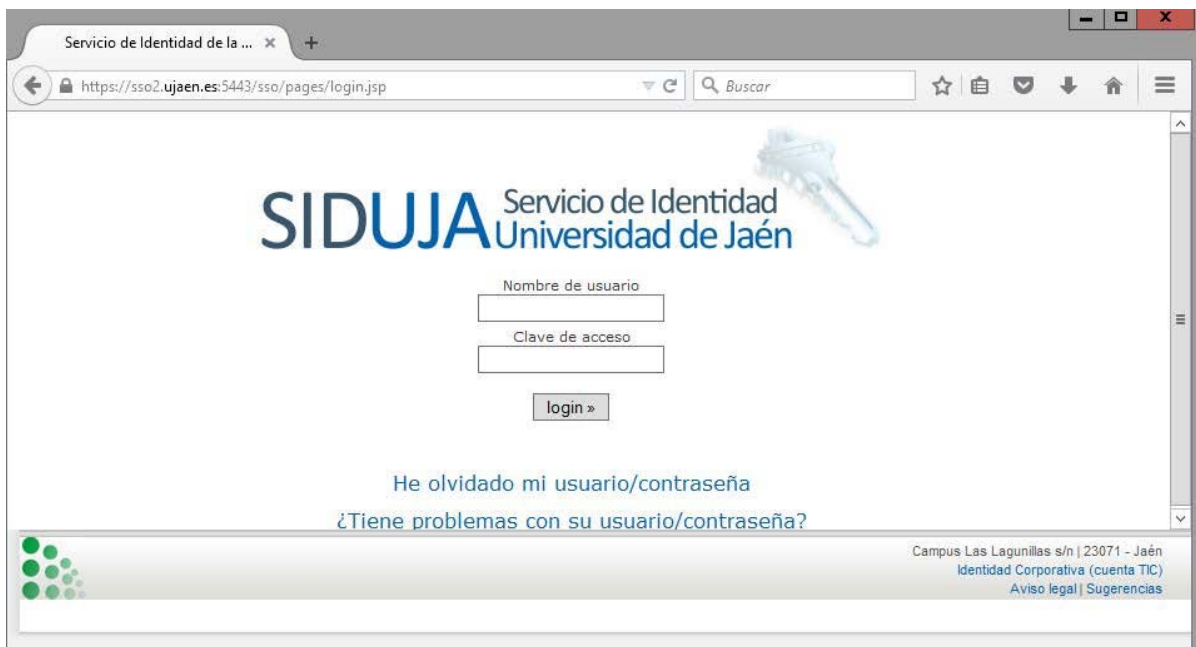 Servicio de Identidad de la ...
https://sso2.ujaen.es:5443/sso/pages/login.jsp
Buscar
SIDUJA Servicio de Identidad
Universidad de Jaén
Nombre de usuario
Clave de acceso
login »
He olvidado mi usuario/contraseña
¿Tiene problemas con su usuario/contraseña?
Campus Las Lagunillas s/n | 23071 - Jaén
Identidad Corporativa (cuenta TIC)
Aviso legal | Sugerencias